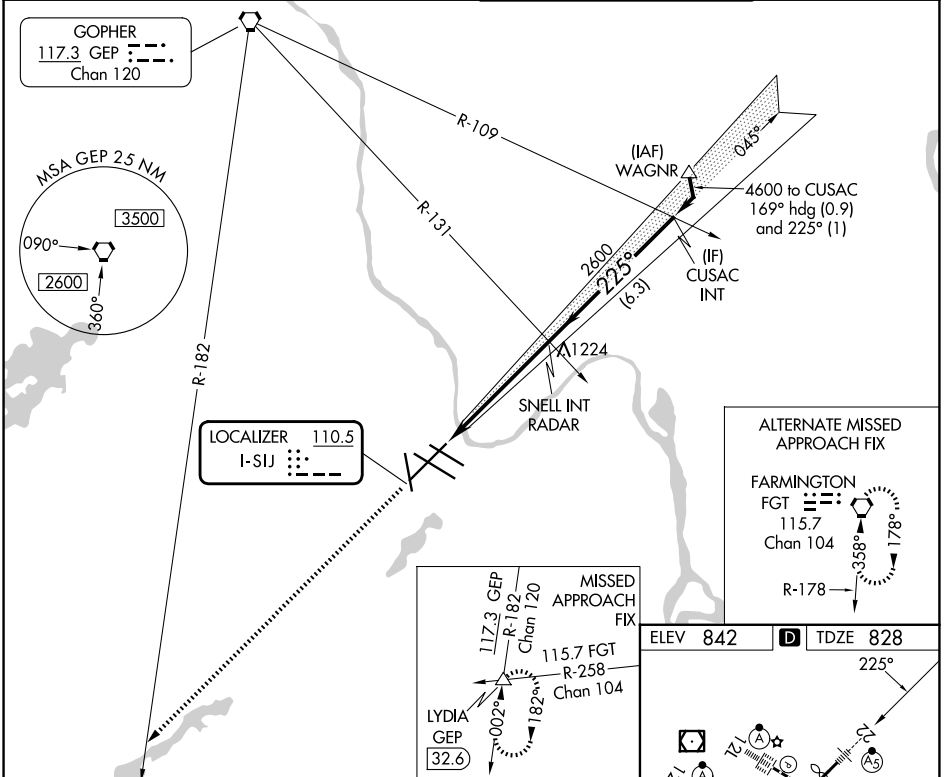 GOPHER
117.3 GEP
Chan 120
MSA GEP 25 NM
3500
090°
2600
360°
R-109
R-131
R-182
(IAF)
WAGNR
045°
4600 to CUSAC
169° hdg (0.9)
and 225° (1)
(IF)
CUSAC
INT
2600
225°
(6.3)
1224
SNELL INT
RADAR
LOCALIZER 110.5
I-SIJ
ALTERNATE MISSED
APPROACH FIX
FARMINGTON
FGT
115.7
Chan 104
358°
178°
R-178
MISSED
APPROACH
FIX
117.3 GEP
R-182
Chan 120
115.7 FGT
R-258
Chan 104
LYDIA
GEP
32.6
002°
182°
ELEV 842 D TDZE 828
225°
22
12L
A
P
A5
A